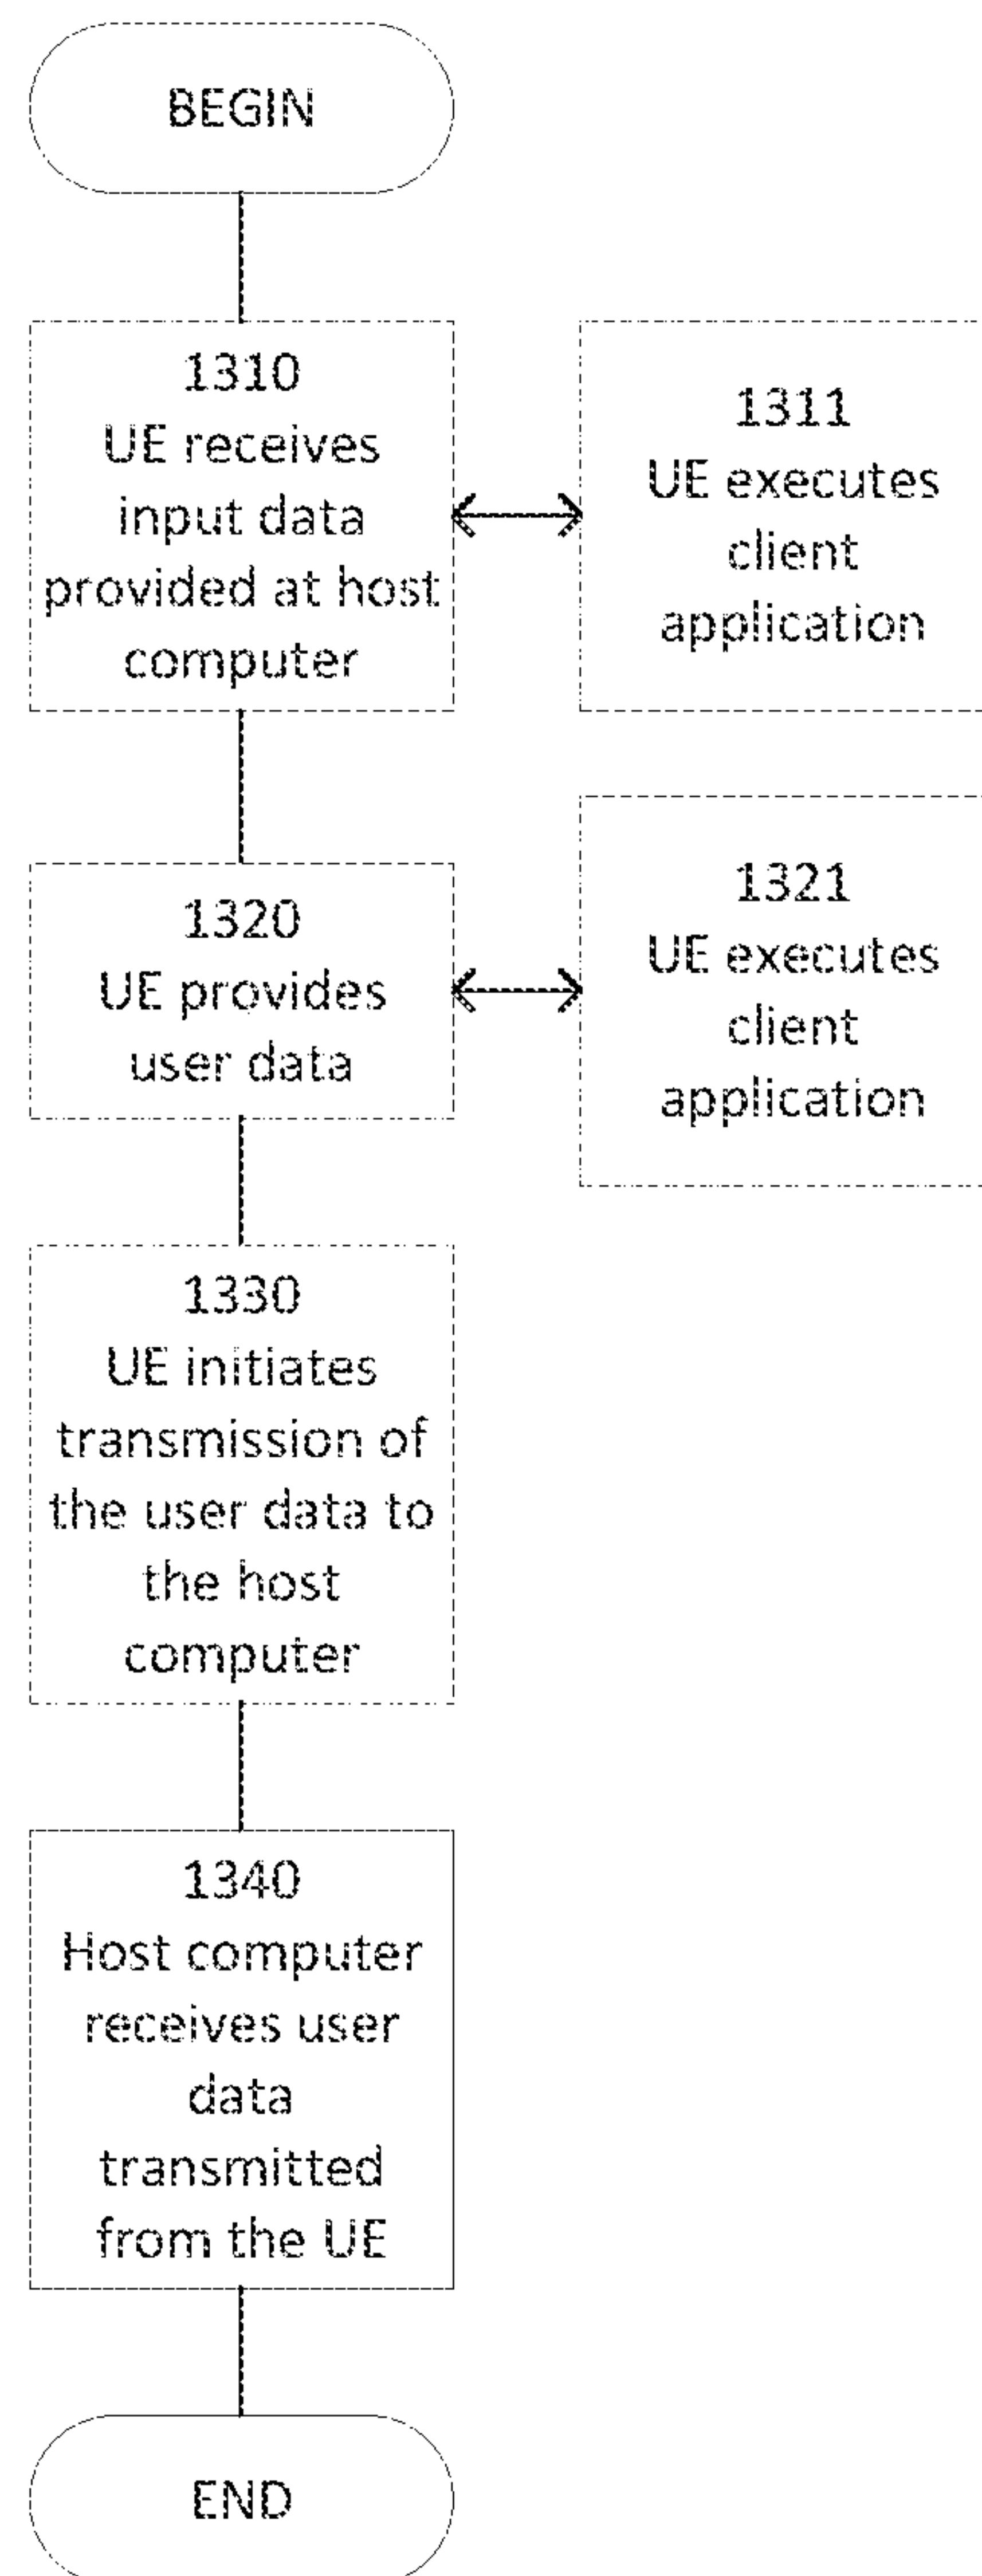 BEGIN
1310
UE receives
input data
provided at host
computer
1311
UE executes
client
application
1320
UE provides
user data
1321
UE executes
client
application
1330
UE initiates
transmission of
the user data to
the host
computer
1340
Host computer
receives user
data
transmitted
from the UE
END